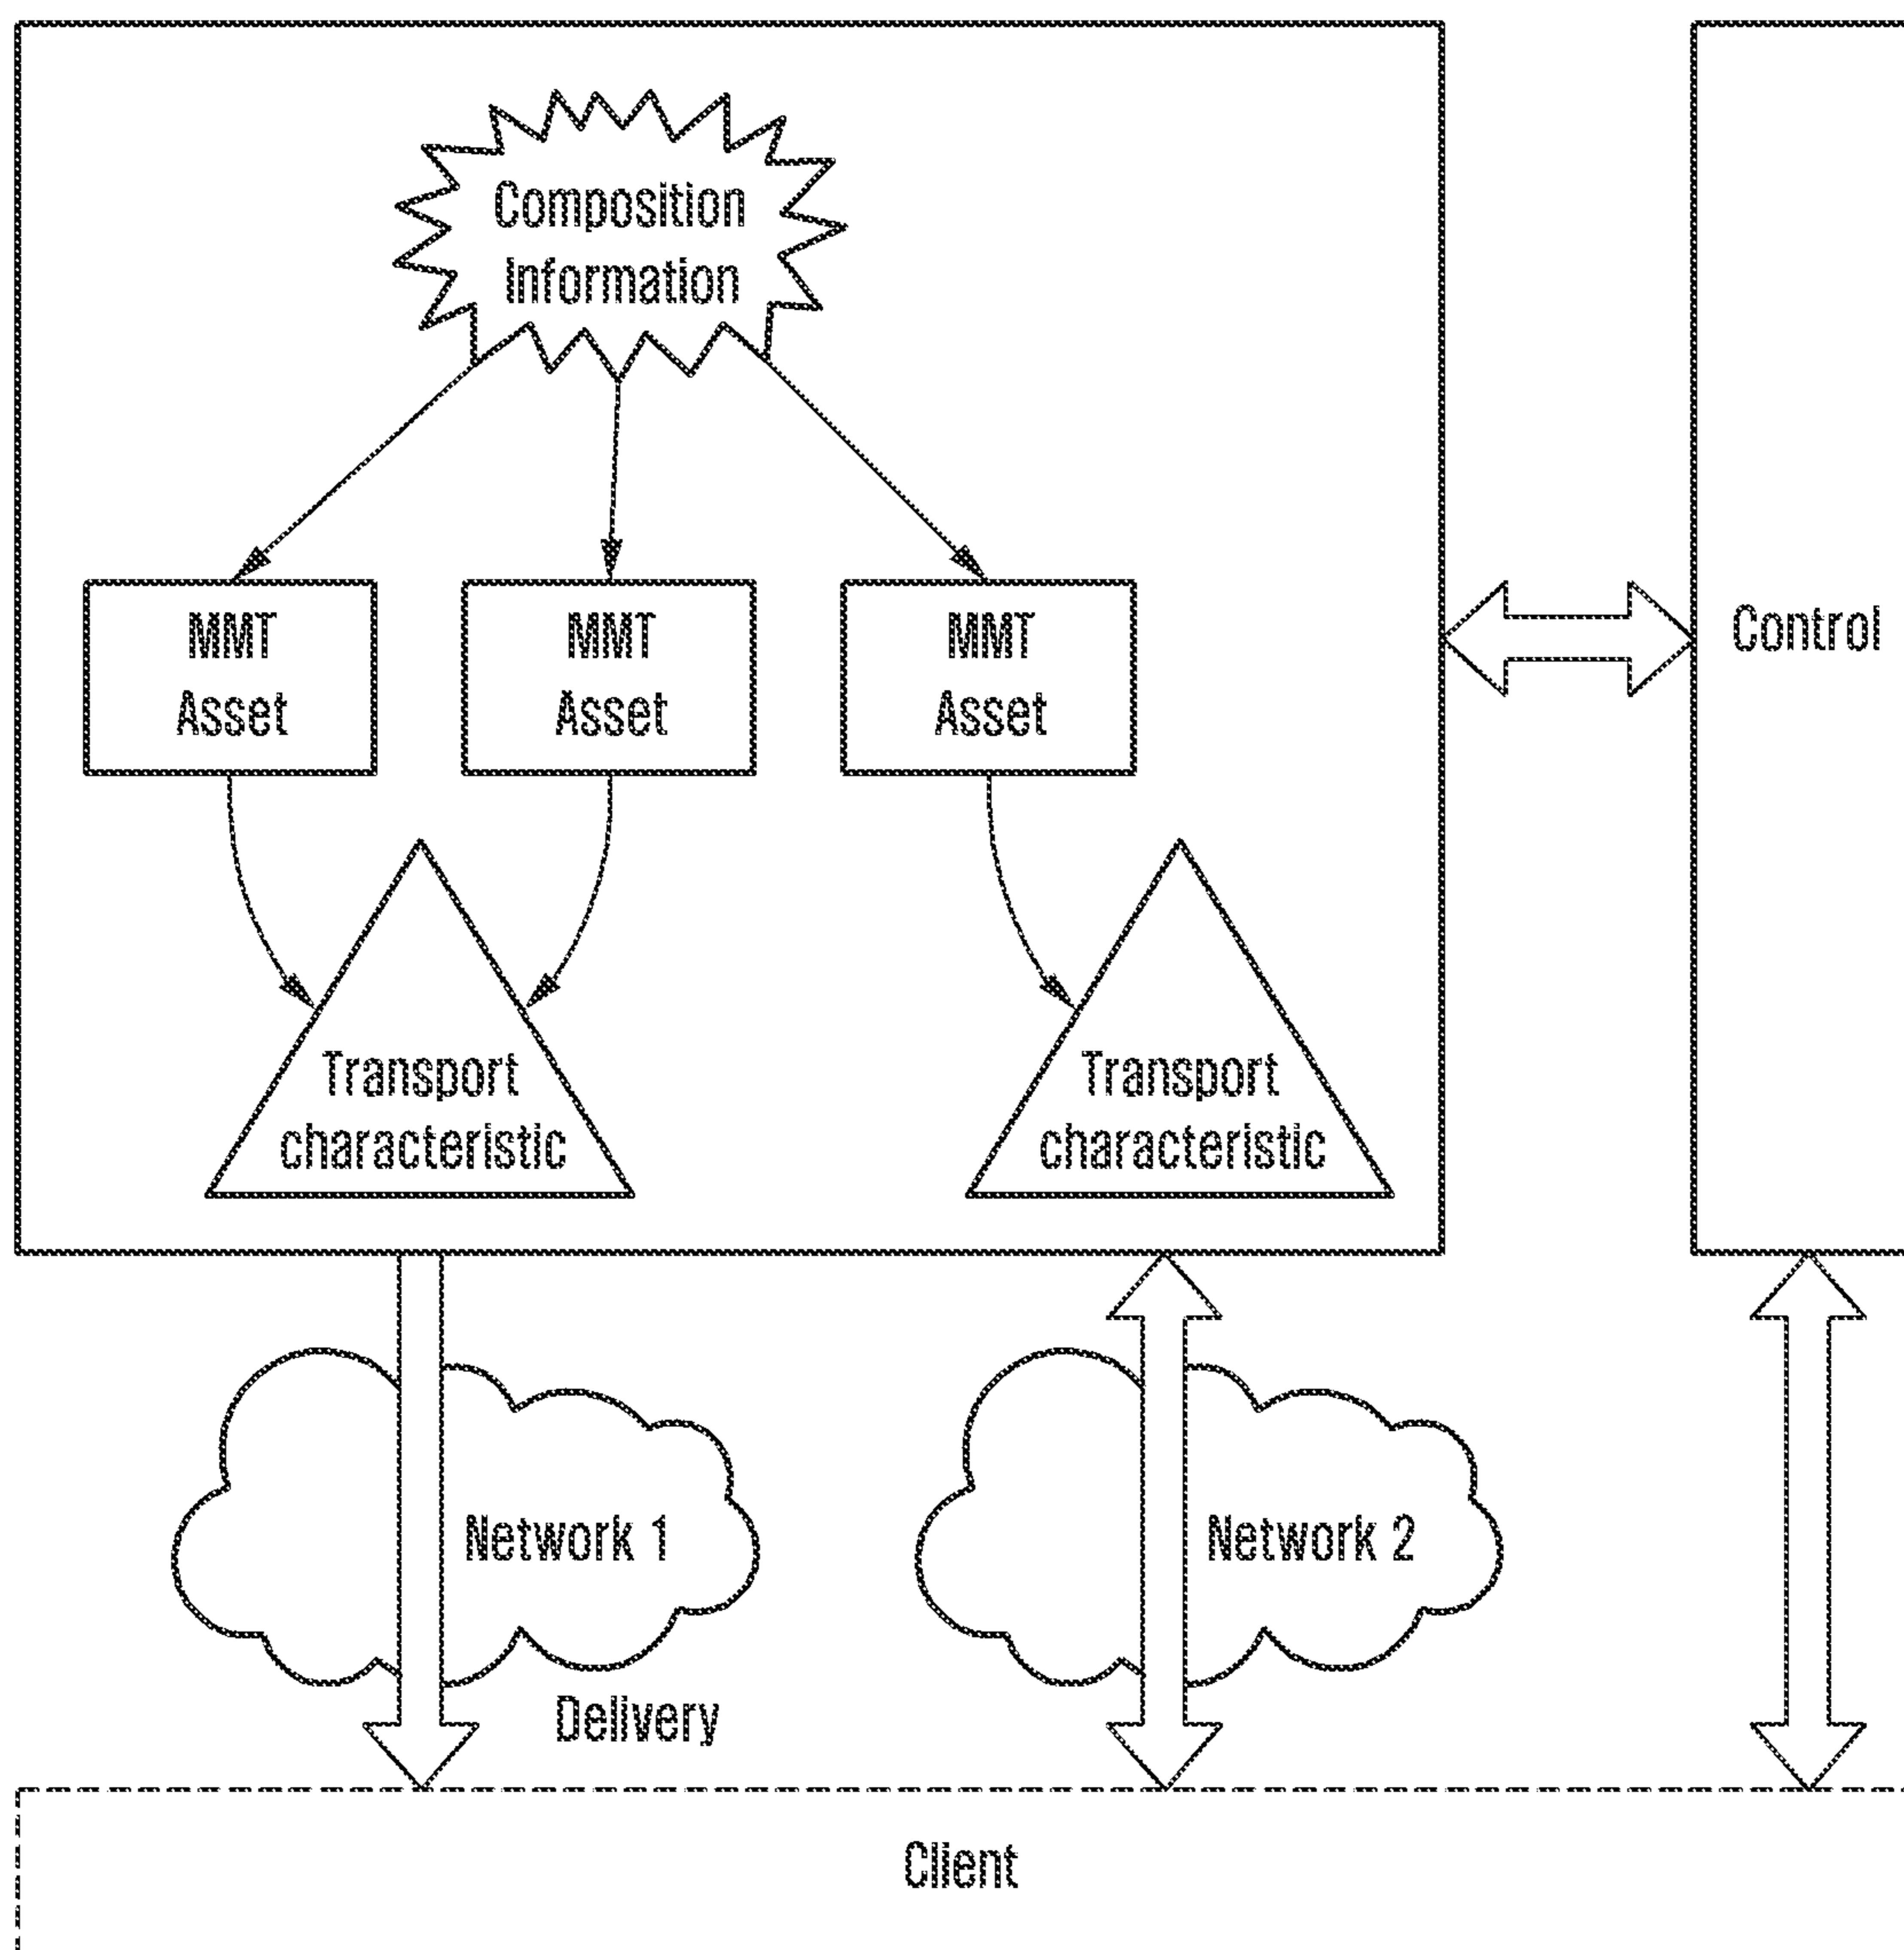 Composition
Information
MMT
Asset
MMT
Asset
MMT
Asset
Control
Transport
characteristic
Transport
characteristic
Network 1
Network 2
Delivery
Client